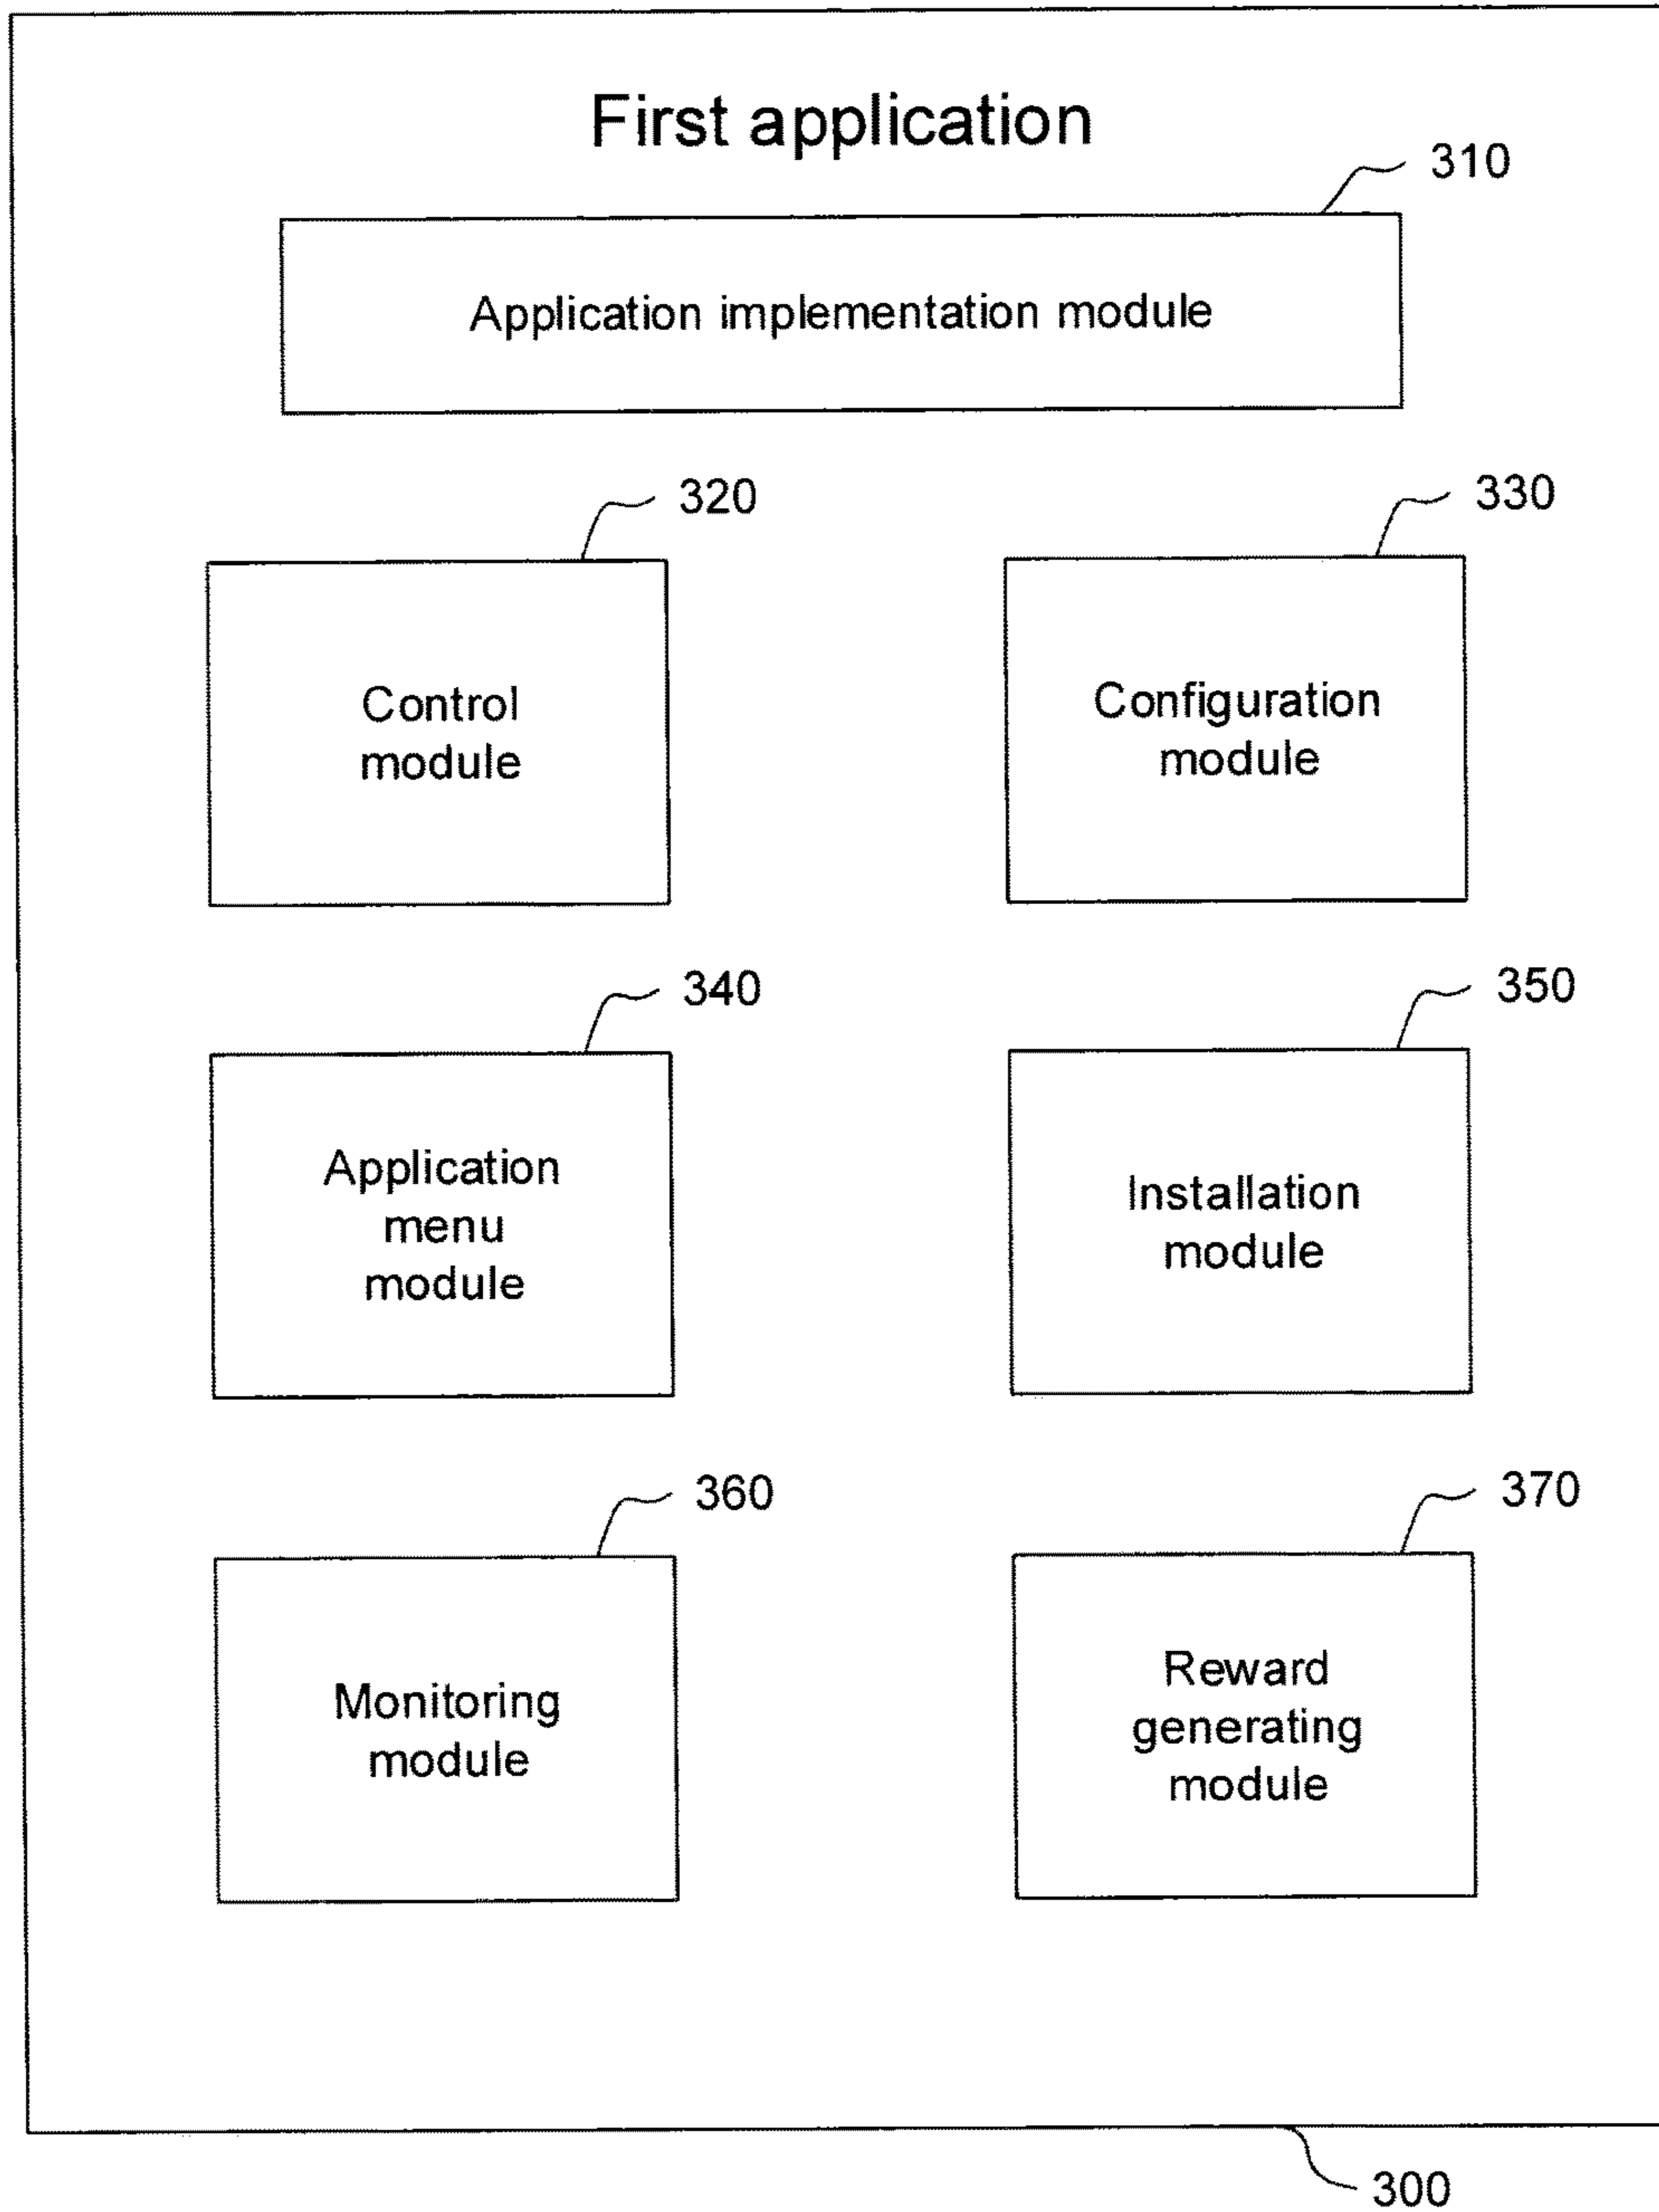 First application
310
Application implementation module
320
330
Control
module
Configuration
module
340
350
Application
menu
module
Installation
module
360
370
Monitoring
module
Reward
generating
module
300